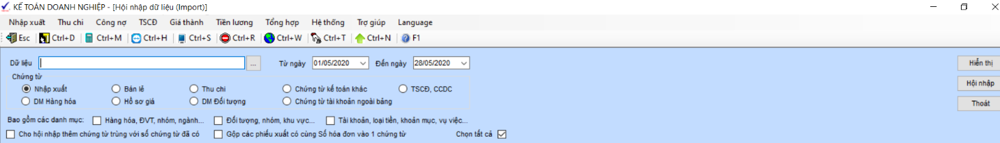 KẾ TOÁN DOANH NGHIỆP - [Hội nhập dữ liệu (Import)]
Nhập xuất Thu chi Công nợ TSCĐ Giá thành Tiền lương Tổng hợp Hệ thống Trợ giúp Language
Esc Ctrl+D Ctrl+M Ctrl+H Ctrl+S Ctrl+R Ctrl+W Ctrl+T Ctrl+N F1
Dữ liệu ... Từ ngày 01/05/2020 Đến ngày 28/05/2020 Hiển thị
Chứng từ
Nhập xuất Bán lẻ Thu chi Chứng từ kế toán khác TSCĐ, CCDC Hội nhập
DM Hàng hóa Hồ sơ giá DM Đối tượng Chứng từ tài khoản ngoài bảng Thoát
Bao gồm các danh mục: Hàng hóa, ĐVT, nhóm, ngành... Đối tượng, nhóm, khu vực... Tài khoản, loại tiền, khoản mục, vụ việc...
Cho hội nhập thêm chứng từ trùng với số chứng từ đã có Gộp các phiếu xuất có cùng Số hóa đơn vào 1 chứng từ Chọn tất cả